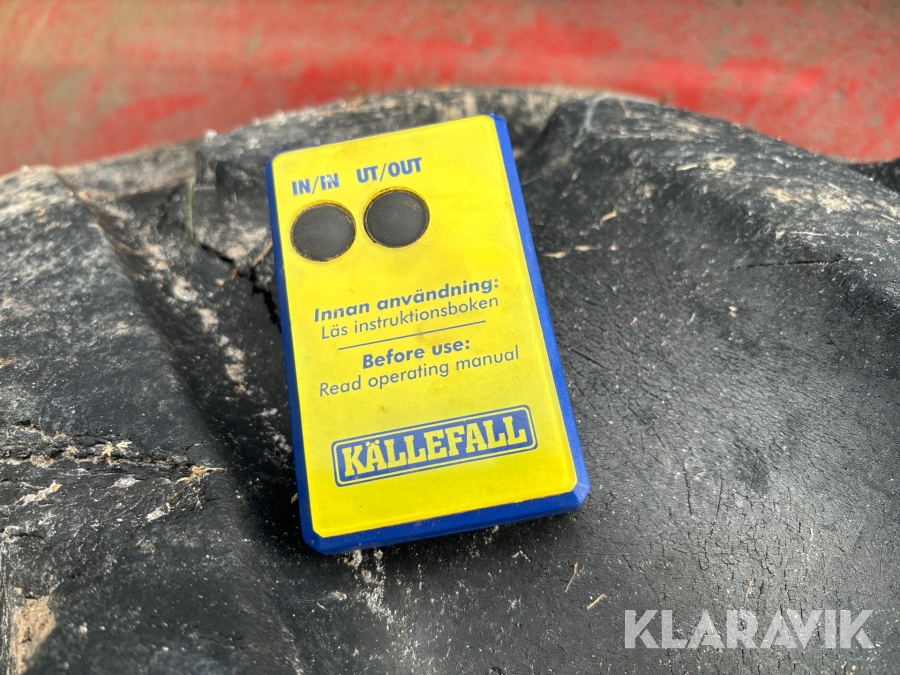 IN/IN UT/OUT
Innan användning:
Läs instruktionsboken
Before use:
Read operating manual
KÄLLEFALL
KLARAVIK